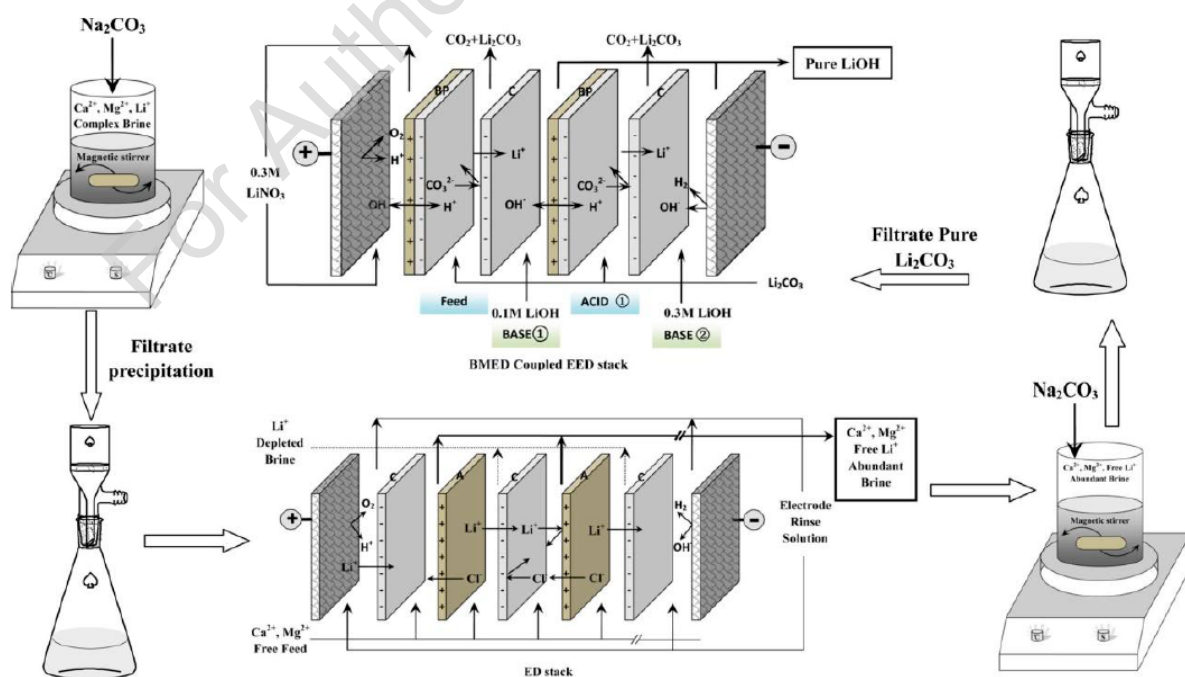 For Autho
Na₂CO₃
Ca²⁺, Mg²⁺, Li⁺
Complex Brine
Magnetic stirrer
Filtrate
precipitation
CO₂+Li₂CO₃
CO₂+Li₂CO₃
Pure LiOH
BP
C
BP
C
+
-
O₂
H⁺
Li⁺
Li⁺
H₂
0.3M
LiNO₃
CO₃²⁻
CO₃²⁻
OH
H⁺
OH⁻
H⁺
OH⁻
Li₂CO₃
Feed
0.1M LiOH
ACID ①
0.3M LiOH
BASE①
BASE ②
BMED Coupled EED stack
Filtrate Pure
Li₂CO₃
Li⁺
Depleted
Brine
C
A
C
A
C
+
-
O₂
H⁺
Li⁺
Li⁺
Li⁺
Li⁺
Cl⁻
Cl
Cl⁻
H₂
OH⁻
Electrode
Rinse
Solution
Ca²⁺, Mg²⁺
Free Feed
ED stack
Ca²⁺, Mg²⁺
Free Li⁺
Abundant
Brine
Na₂CO₃
Ca²⁺, Mg²⁺, Free Li⁺
Abundant Brine
Magnetic stirrer